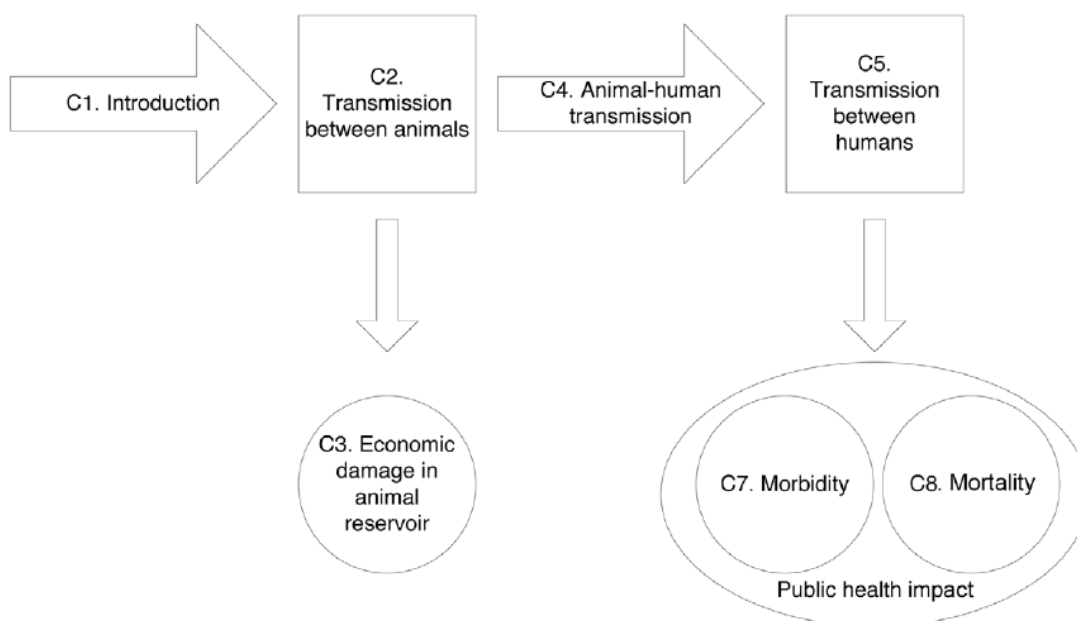 C1. Introduction
C2.
Transmission
between animals
C4. Animal-human
transmission
C5.
Transmission
between
humans
C3. Economic
damage in
animal
reservoir
C7. Morbidity
C8. Mortality
Public health impact